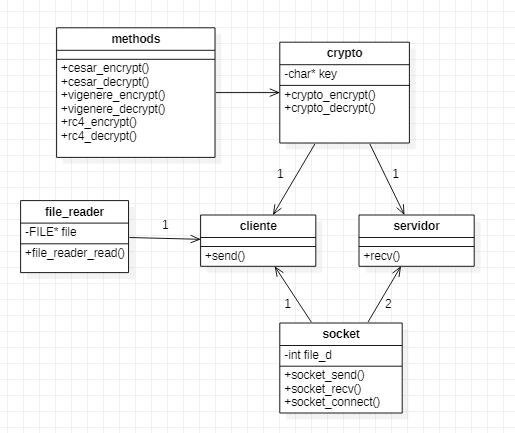 methods
+cesar_encrypt()
+cesar_decrypt()
+vigenere_encrypt()
+vigenere_decrypt()
+rc4_encrypt()
+rc4_decrypt()
crypto
-char* key
+crypto_encrypt()
+crypto_decrypt()
1
1
file_reader
-FILE* file
+file_reader_read()
1
cliente
+send()
servidor
+recv()
1
2
socket
-int file_d
+socket_send()
+socket_recv()
+socket_connect()